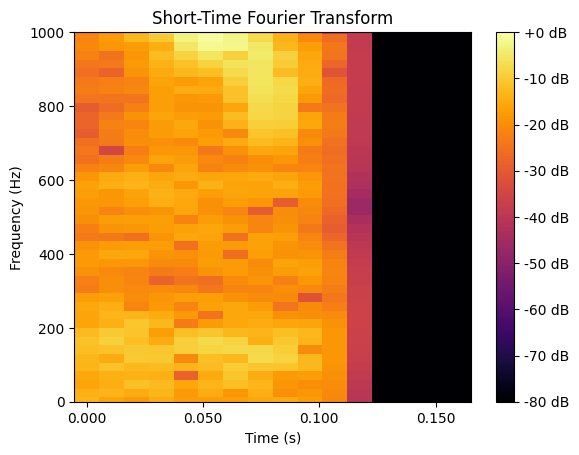 Short-Time Fourier Transform
1000
800
600
400
200
0
Frequency (Hz)
0.000
0.050
0.100
0.150
Time (s)
+0 dB
-10 dB
-20 dB
-30 dB
-40 dB
-50 dB
-60 dB
-70 dB
-80 dB